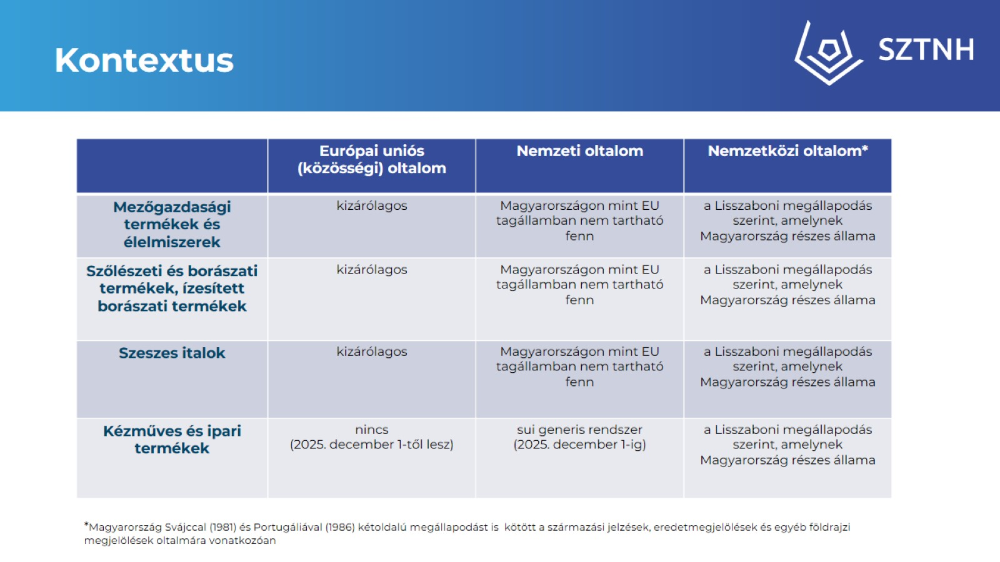 Kontextus
SZTNH
Európai uniós
(közösségi) oltalom
Nemzeti oltalom
Nemzetközi oltalom*
Mezőgazdasági
termékek és
élelmiszerek
kizárólagos
Magyarországon mint EU
tagállamban nem tartható
fenn
a Lisszaboni megállapodás
szerint, amelynek
Magyarország részes állama
Szőlészeti és borászati
termékek, ízesített
borászati termékek
kizárólagos
Magyarországon mint EU
tagállamban nem tartható
fenn
a Lisszaboni megállapodás
szerint, amelynek
Magyarország részes állama
Szeszes italok
kizárólagos
Magyarországon mint EU
tagállamban nem tartható
fenn
a Lisszaboni megállapodás
szerint, amelynek
Magyarország részes állama
Kézműves és ipari
termékek
nincs
(2025. december 1-től lesz)
sui generis rendszer
(2025. december 1-ig)
a Lisszaboni megállapodás
szerint, amelynek
Magyarország részes állama
*Magyarország Svájccal (1981) és Portugáliával (1986) kétoldalú megállapodást is kötött a származási jelzések, eredetmegjelölések és egyéb földrajzi
megjelölések oltalmára vonatkozóan